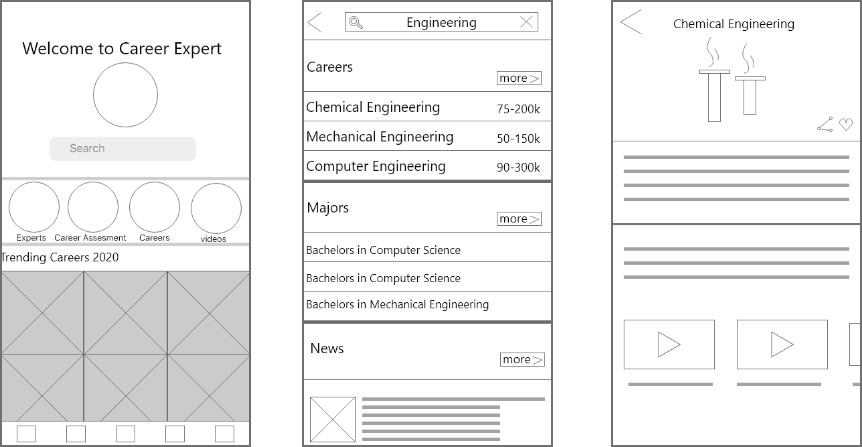 Welcome to Career Expert
Search
Experts
Career Assesment
Careers
videos
Trending Careers 2020
Engineering
Careers
more >
Chemical Engineering 75-200k
Mechanical Engineering 50-150k
Computer Engineering 90-300k
Majors
more >
Bachelors in Computer Science
Bachelors in Computer Science
Bachelors in Mechanical Engineering
News
more >
Chemical Engineering